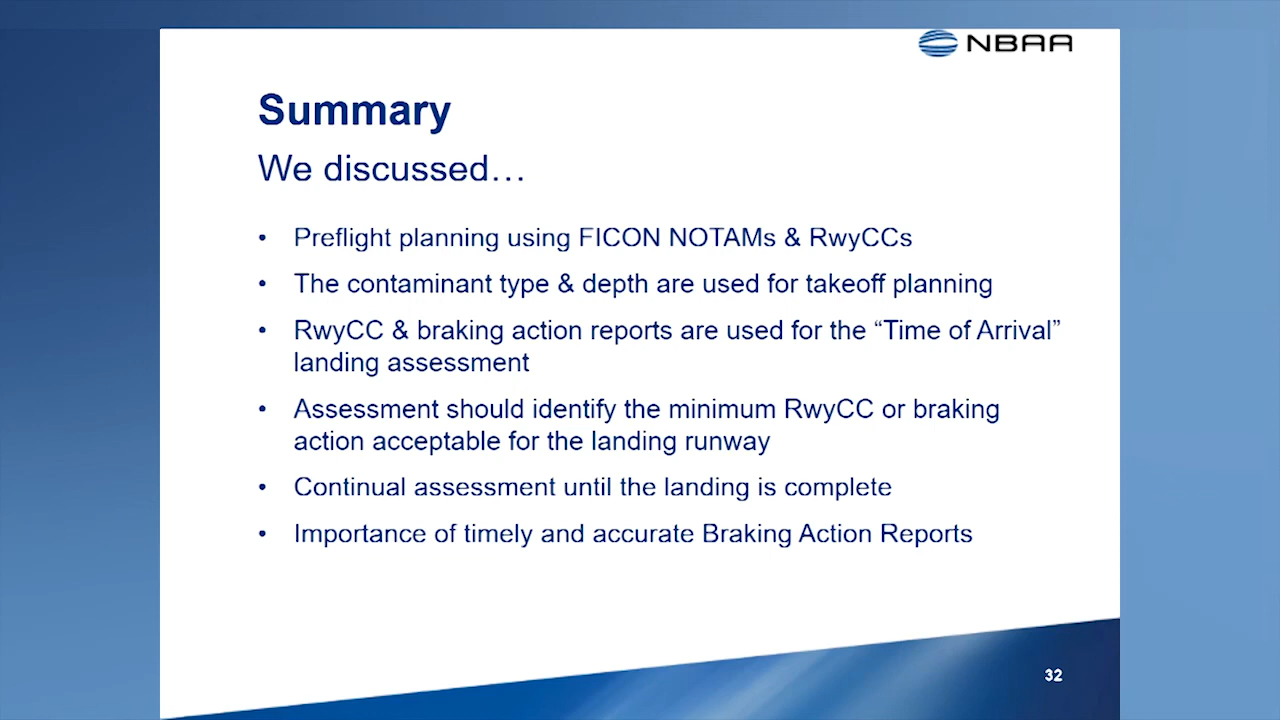 NBAA
Summary
We discussed…
• Preflight planning using FICON NOTAMs & RwyCCs
• The contaminant type & depth are used for takeoff planning
• RwyCC & braking action reports are used for the “Time of Arrival”
landing assessment
• Assessment should identify the minimum RwyCC or braking
action acceptable for the landing runway
• Continual assessment until the landing is complete
• Importance of timely and accurate Braking Action Reports
32